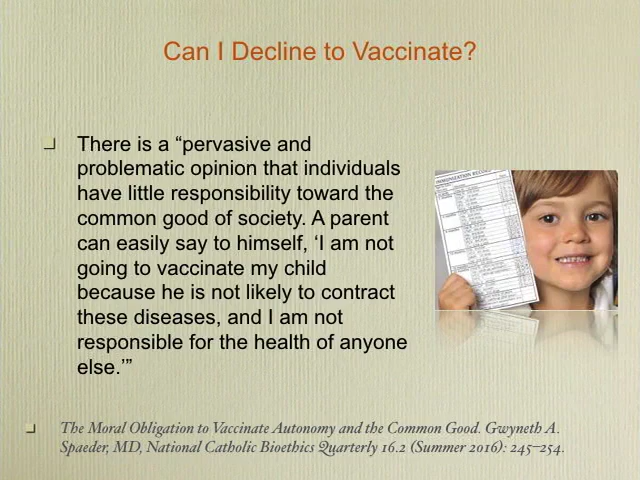 Can I Decline to Vaccinate?
There is a “pervasive and
problematic opinion that individuals
have little responsibility toward the
common good of society. A parent
can easily say to himself, ‘I am not
going to vaccinate my child
because he is not likely to contract
these diseases, and I am not
responsible for the health of anyone
else.’”
IMMUNIZATION RECORD
The Moral Obligation to Vaccinate Autonomy and the Common Good. Gwyneth A.
Spaeder, MD, National Catholic Bioethics Quarterly 16.2 (Summer 2016): 245–254.